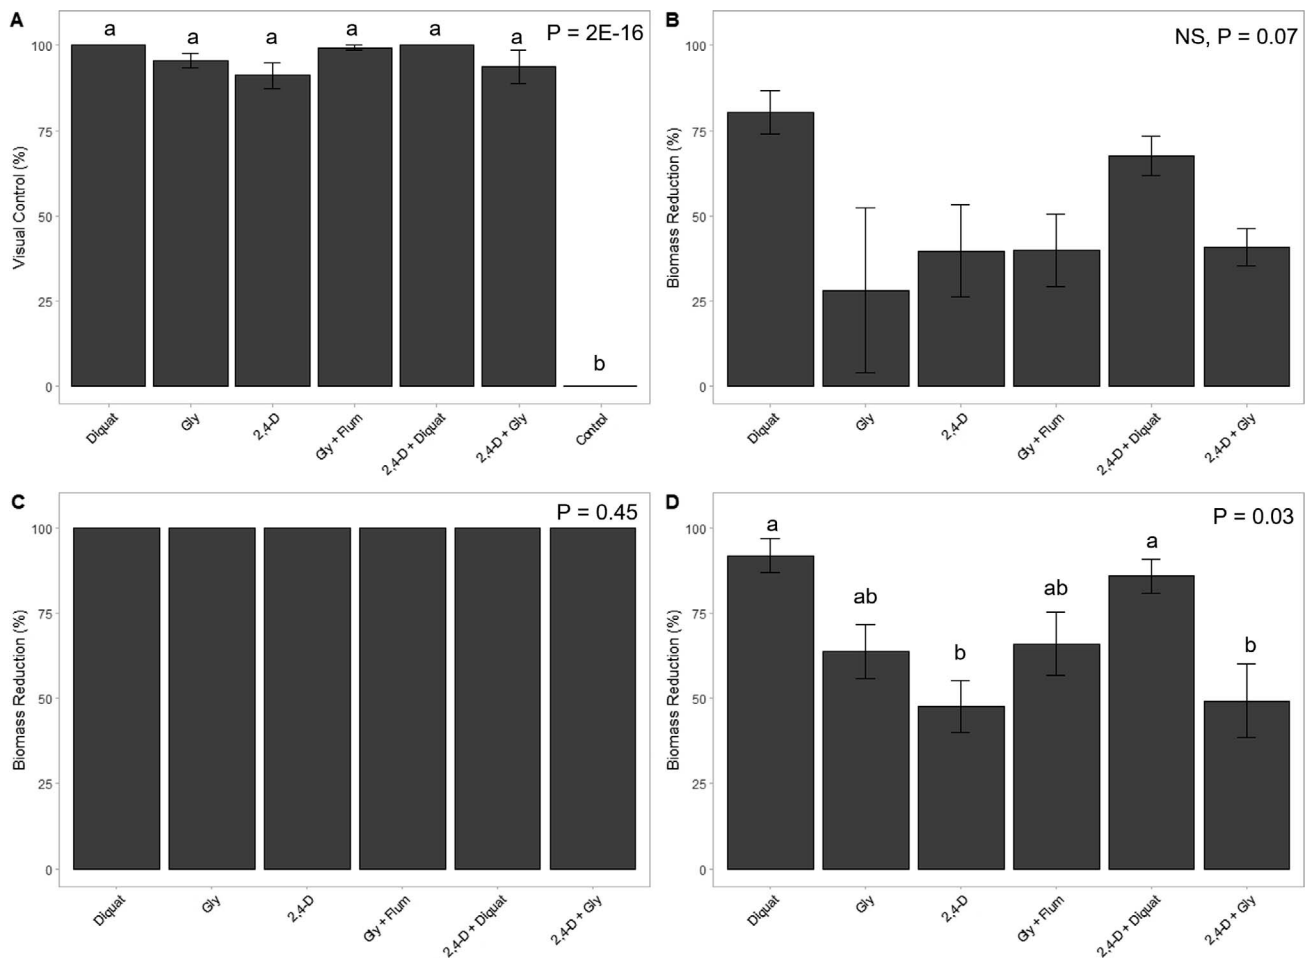 A
P = 2E-16
a a a a a a b
Visual Control (%)
100
75
50
25
0
Diquat
Gly
2,4-D
Gly + Flum
2,4-D + Diquat
2,4-D + Gly
Control
B
NS, P = 0.07
Biomass Reduction (%)
100
75
50
25
0
Diquat
Gly
2,4-D
Gly + Flum
2,4-D + Diquat
2,4-D + Gly
C
P = 0.45
Biomass Reduction (%)
100
75
50
25
0
Diquat
Gly
2,4-D
Gly + Flum
2,4-D + Diquat
2,4-D + Gly
D
P = 0.03
a ab b ab a b
Biomass Reduction (%)
100
75
50
25
0
Diquat
Gly
2,4-D
Gly + Flum
2,4-D + Diquat
2,4-D + Gly